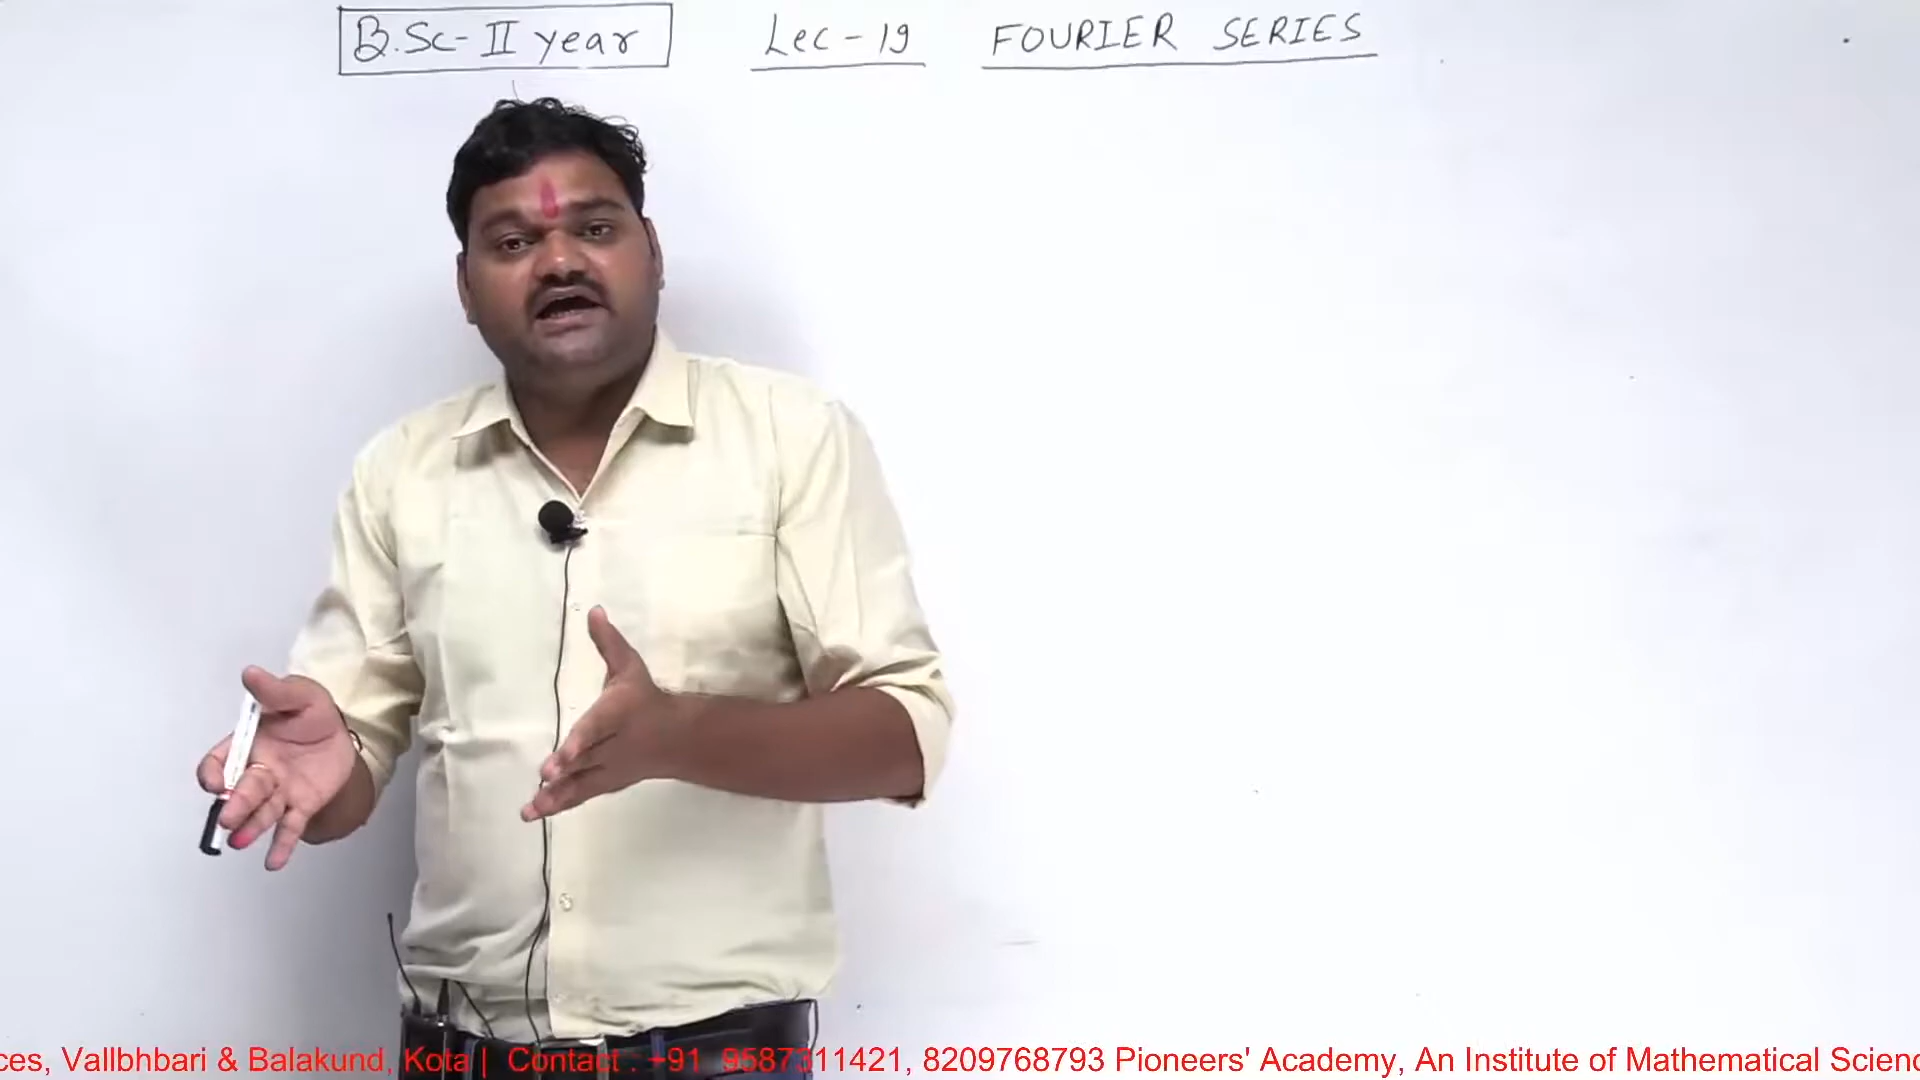 B.Sc- II year Lec-19 FOURIER SERIES
ces, Vallbhbari & Balakund, Kota | Contact : +91 9587311421, 8209768793 Pioneers' Academy, An Institute of Mathematical Scienc